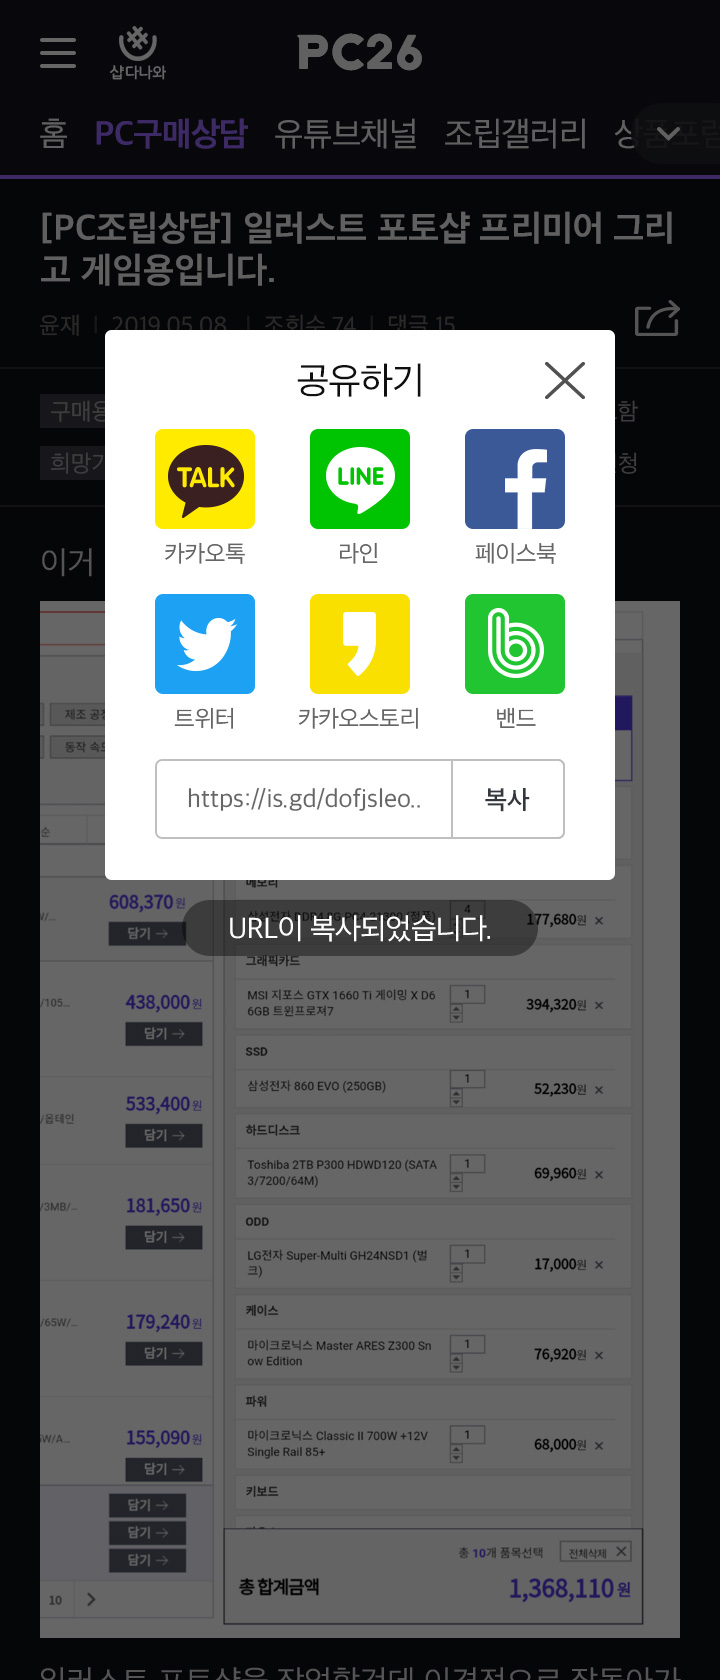 샵다나와
PC26
홈 PC구매상담 유튜브채널 조립갤러리 상품포럼
[PC조립상담] 일러스트 포토샵 프리미어 그리
고 게임용입니다.
윤재 | 2019.05.08. | 조회수 74 | 댓글 15
공유하기
구매용
함
희망가
청
TALK
LINE
카카오톡
라인
페이스북
이거
트위터
카카오스토리
밴드
제조 공정
동작 속도
https://is.gd/dofjsleo..
복사
순
메모리
608,370원
담기
177,680원
4
URL이 복사되었습니다.
그래픽카드
/105...
438,000원
담기
MSI 지포스 GTX 1660 Ti 게이밍 X D6
6GB 트윈프로져7
1
394,320원
SSD
삼성전자 860 EVO (250GB)
1
52,230원
/옵테인
533,400원
담기
하드디스크
Toshiba 2TB P300 HDWD120 (SATA
3/7200/64M)
1
69,960원
/3MB/...
181,650원
담기
ODD
LG전자 Super-Multi GH24NSD1 (벌
크)
1
17,000원
/65W/...
179,240원
담기
케이스
마이크로닉스 Master ARES Z300 Sn
ow Edition
1
76,920원
파워
마이크로닉스 Classic II 700W +12V
Single Rail 85+
1
68,000원
155,090원
담기
키보드
담기
담기
담기
10
총 10개 품목선택
전체삭제
총 합계금액
1,368,110원